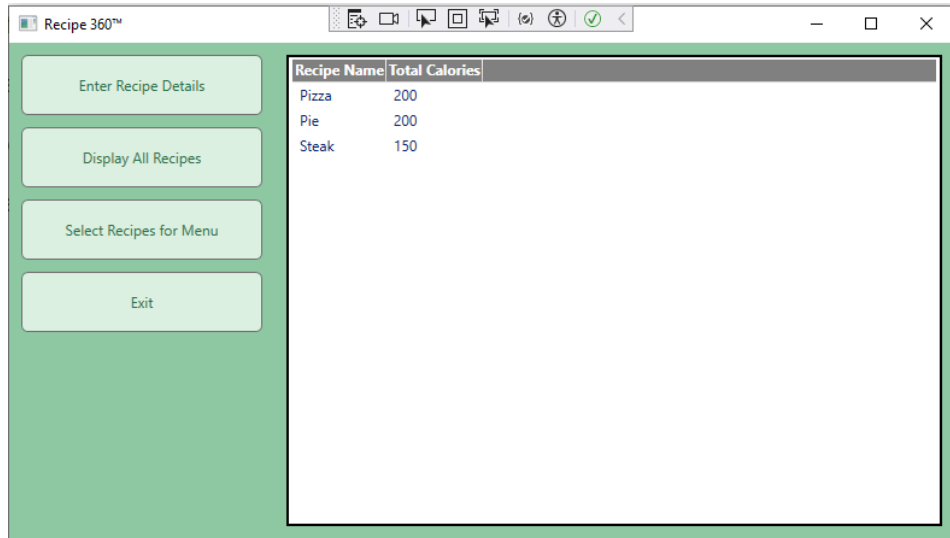 Recipe 360™
Enter Recipe Details
Display All Recipes
Select Recipes for Menu
Exit
Recipe Name Total Calories
Pizza 200
Pie 200
Steak 150